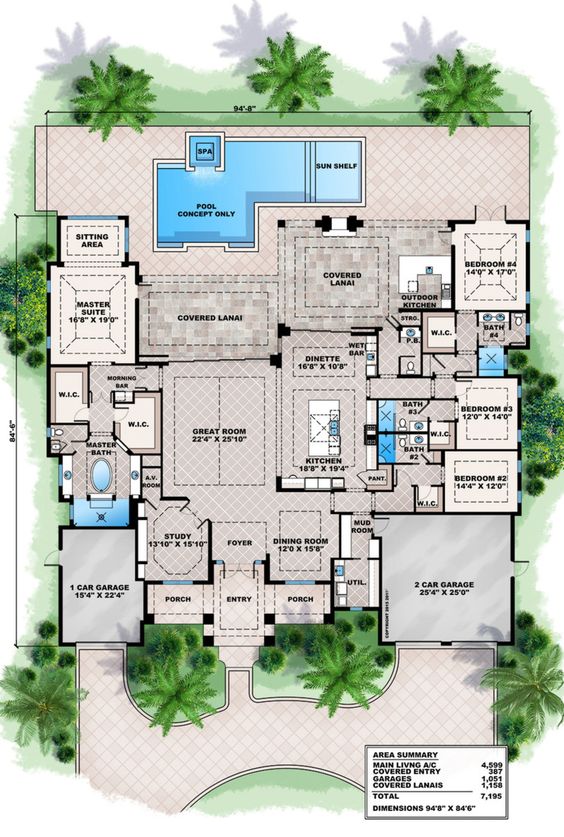 94'-8"
SPA
SUN SHELF
POOL
CONCEPT ONLY
SITTING
AREA
BEDROOM #4
14'0" X 17'0"
COVERED
LANAI
MASTER
SUITE
16'8" X 19'0"
OUTDOOR
KITCHEN
COVERED LANAI
STRG.
W.I.C.
BATH
#4
P.B.
DINETTE
16'8" X 10'8"
WET
BAR
MORNING
BAR
W.I.C.
W.I.C.
GREAT ROOM
22'4" X 25'10"
BATH
#3
BEDROOM #3
12'0" X 14'0"
W.I.C.
84'-6"
MASTER
BATH
KITCHEN
18'8" X 19'4"
BATH
#2
PANT.
BEDROOM #2
14'4" X 12'0"
A.V.
ROOM
W.I.C.
STUDY
13'10" X 15'10"
FOYER
DINING ROOM
12'0 X 15'8"
MUD
ROOM
1 CAR GARAGE
15'4" X 22'4"
2 CAR GARAGE
25'4" X 25'0"
UTIL.
PORCH
ENTRY
PORCH
AREA SUMMARY
MAIN LIVNG A/C 4,599
COVERED ENTRY 387
GARAGES 1,051
COVERED LANAIS 1,158
TOTAL 7,195
DIMENSIONS 94'8" X 84'6"